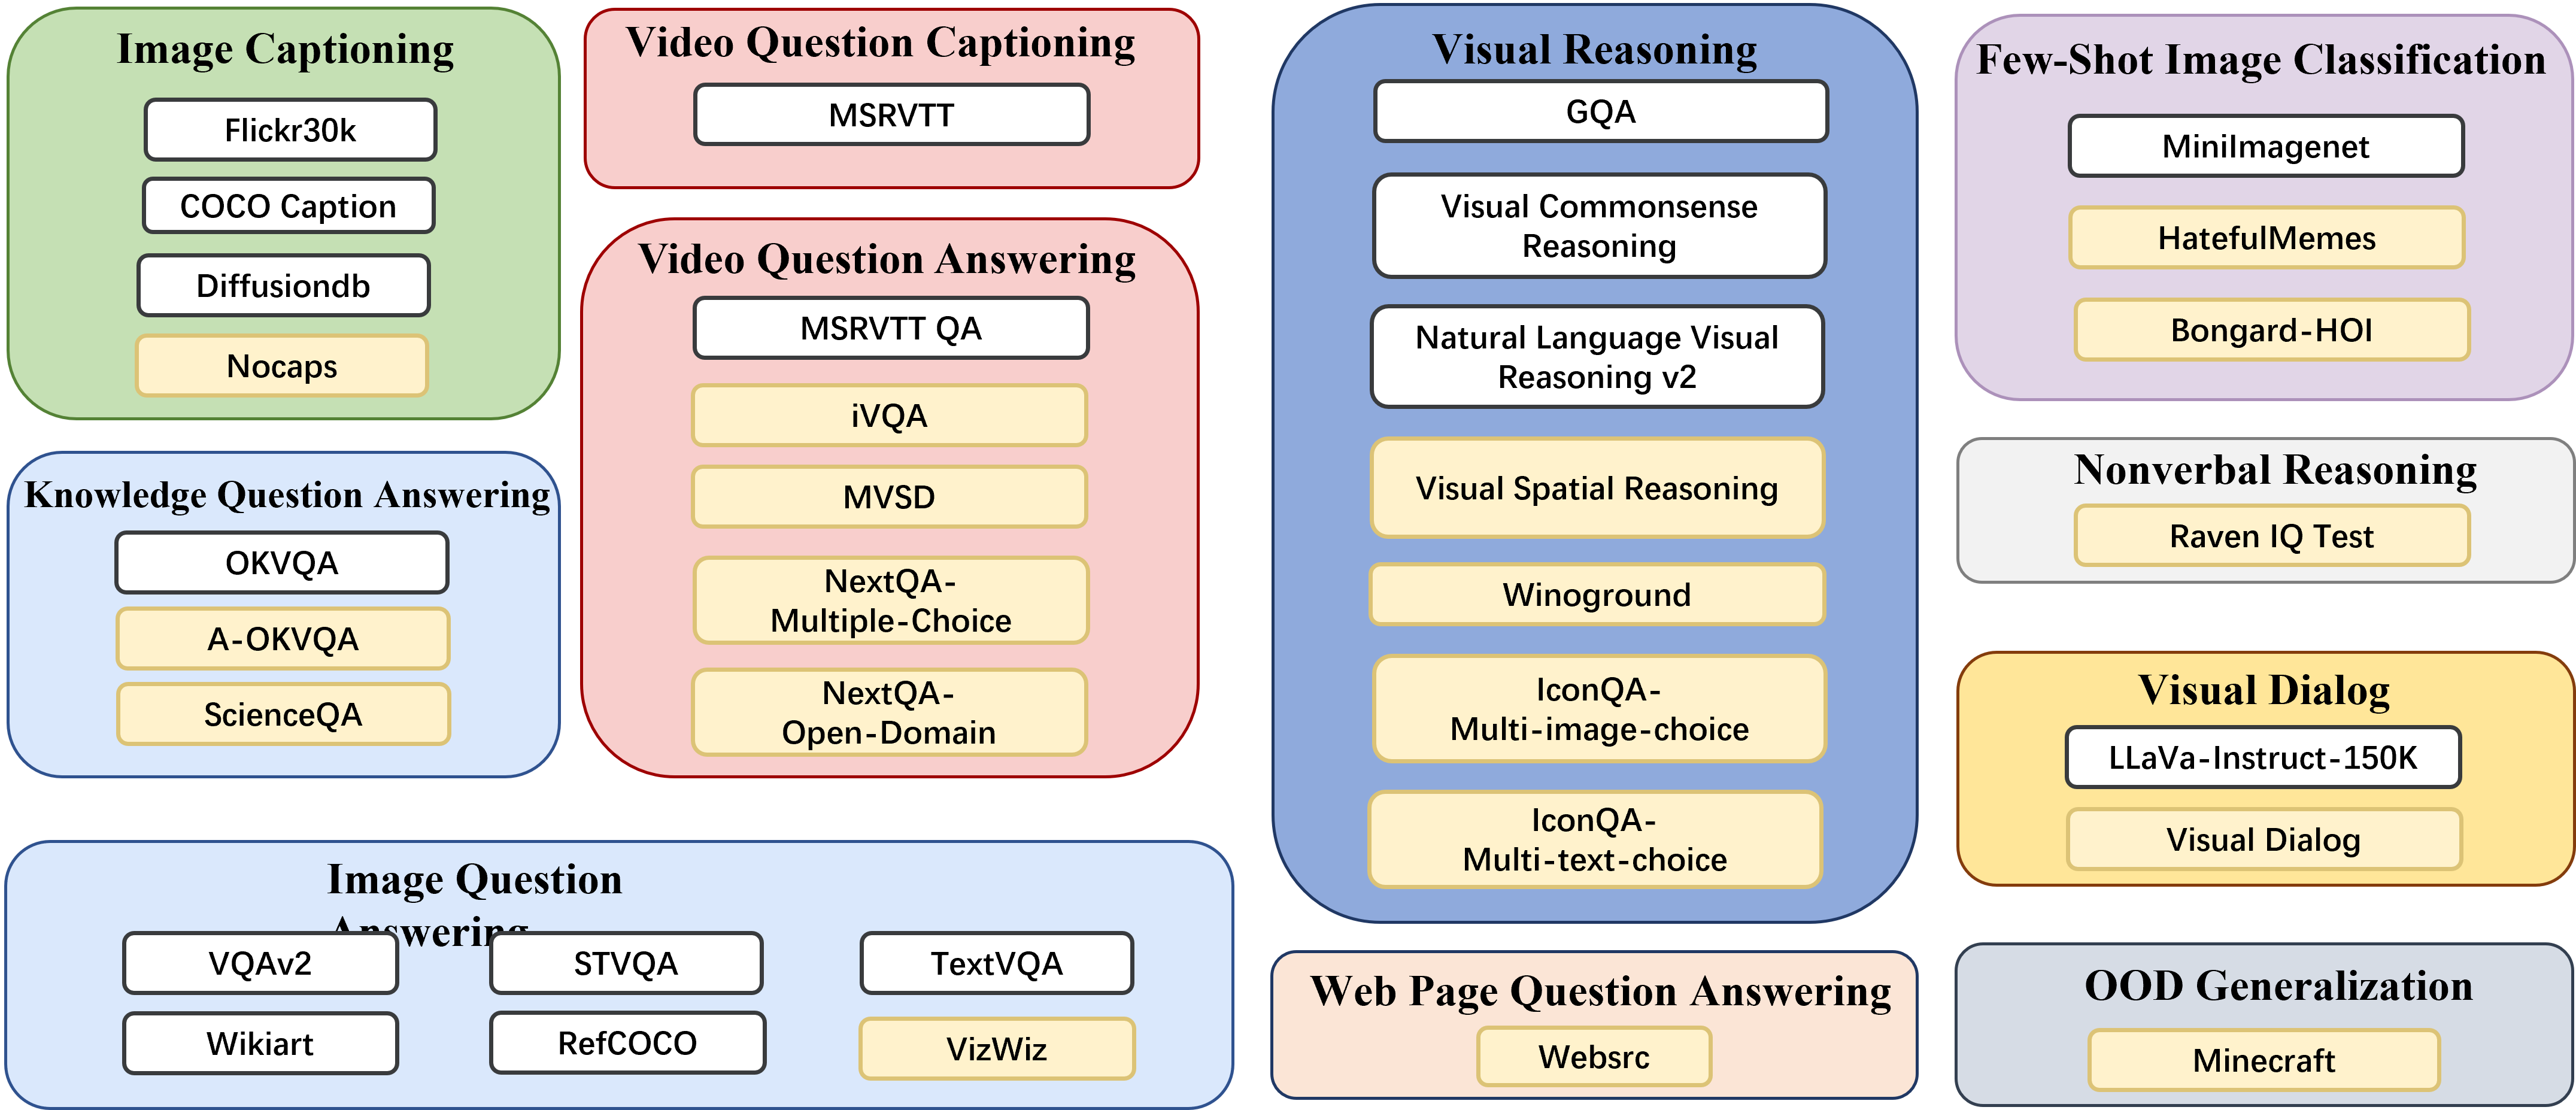 Image Captioning
Flickr30k
COCO Caption
Diffusiondb
Nocaps
Knowledge Question Answering
OKVQA
A-OKVQA
ScienceQA
Video Question Captioning
MSRVTT
Video Question Answering
MSRVTT QA
iVQA
MVSD
NextQA-
Multiple-Choice
NextQA-
Open-Domain
Image Question
Answering
VQAv2
STVQA
TextVQA
Wikiart
RefCOCO
VizWiz
Visual Reasoning
GQA
Visual Commonsense
Reasoning
Natural Language Visual
Reasoning v2
Visual Spatial Reasoning
Winoground
IconQA-
Multi-image-choice
IconQA-
Multi-text-choice
Web Page Question Answering
Websrc
Few-Shot Image Classification
MiniImagenet
HatefulMemes
Bongard-HOI
Nonverbal Reasoning
Raven IQ Test
Visual Dialog
LLaVa-Instruct-150K
Visual Dialog
OOD Generalization
Minecraft